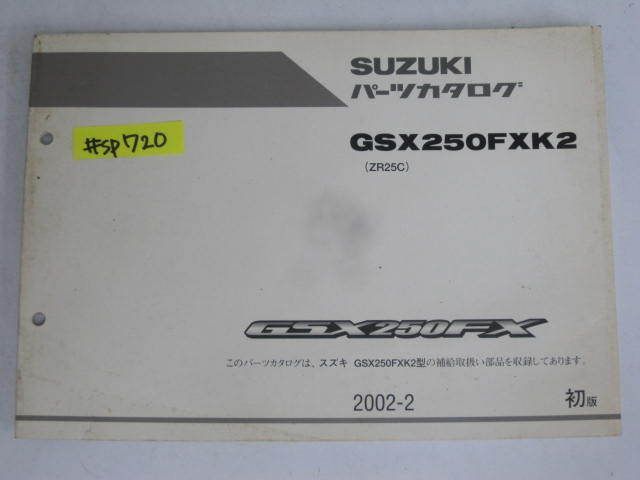 SUZUKI
パーツカタログ
GSX250FXK2
(ZR25C)
#sp720
GSX250FX
このパーツカタログは、スズキ GSX250FXK2型の補給取扱い部品を収録してあります。
2002-2
初版